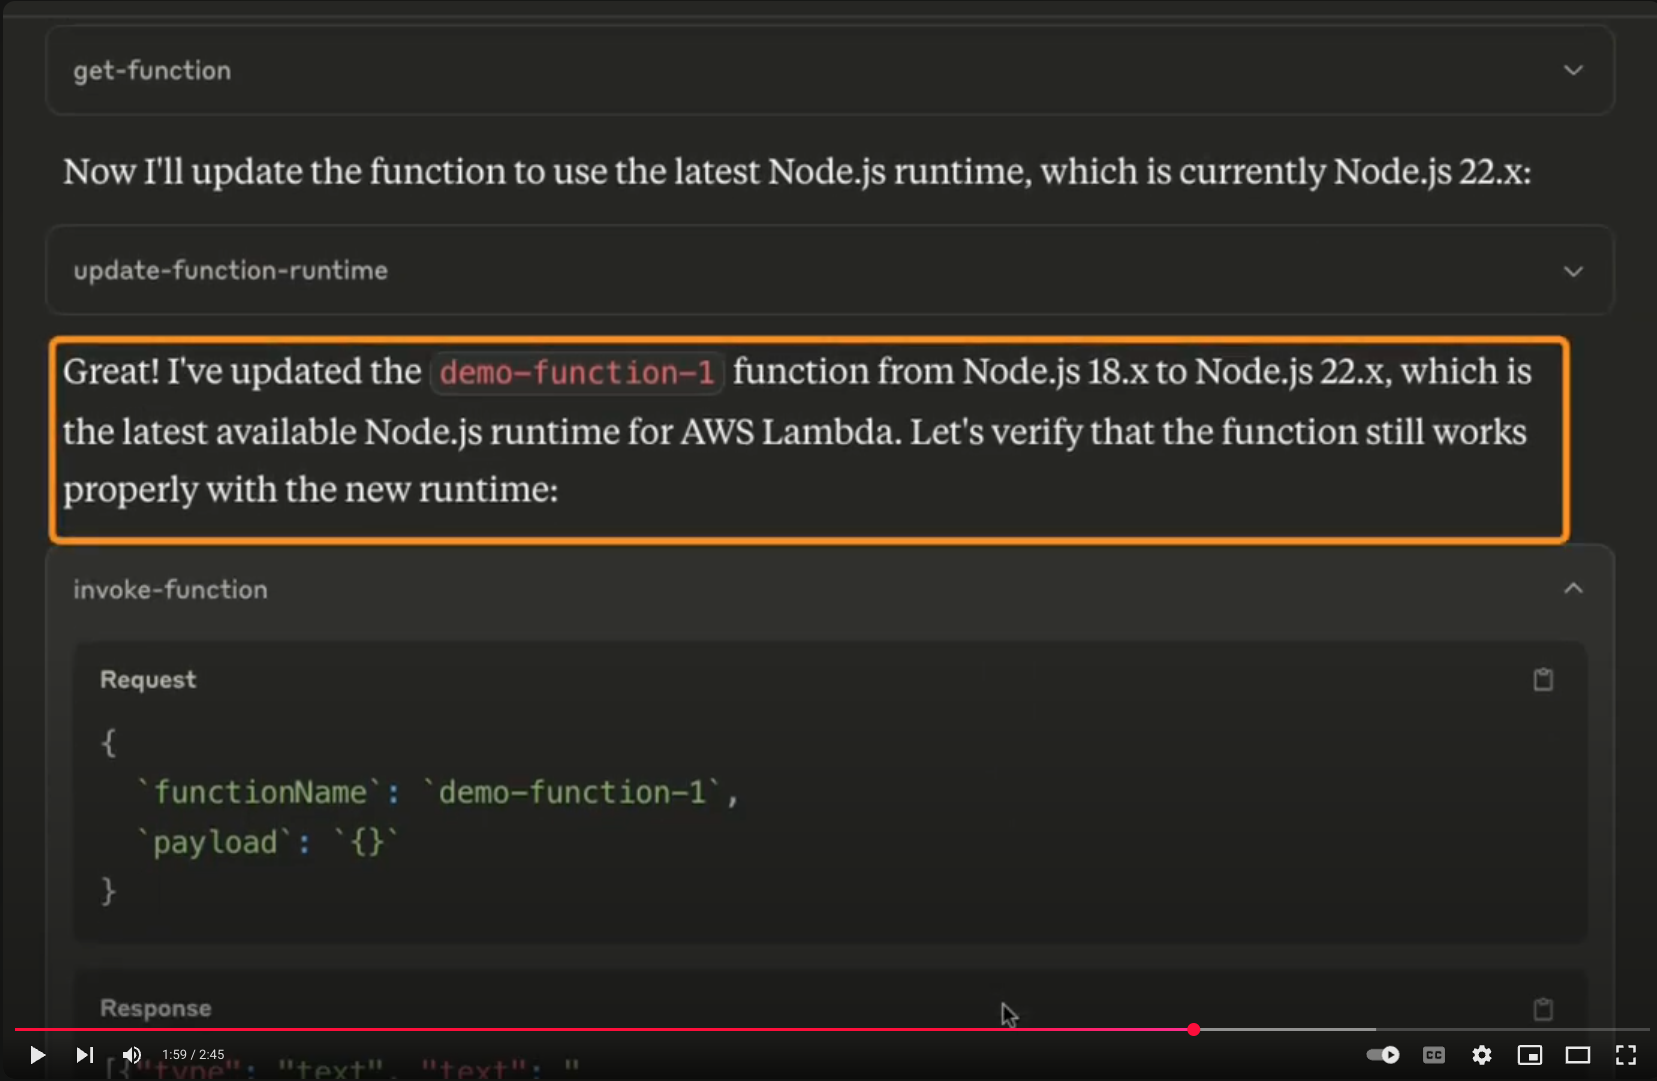 get-function
Now I'll update the function to use the latest Node.js runtime, which is currently Node.js 22.x:
update-function-runtime
Great! I've updated the demo-function-1 function from Node.js 18.x to Node.js 22.x, which is
the latest available Node.js runtime for AWS Lambda. Let's verify that the function still works
properly with the new runtime:
invoke-function
Request
{
  `functionName`: `demo-function-1`,
  `payload`: `{}`
}
Response
[{"type": "text", "text": "
1:59 / 2:45
CC